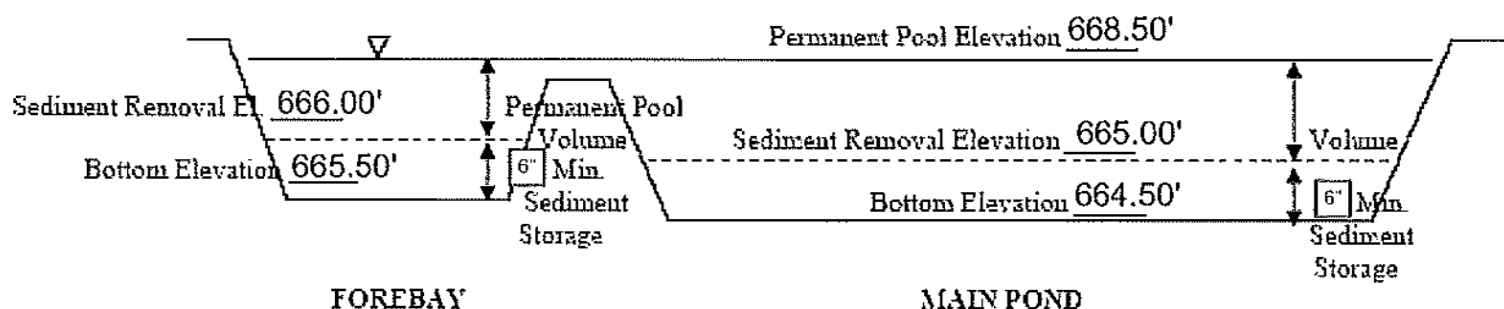 Permanent Pool Elevation 668.50'
Sediment Removal El. 666.00'
Permanent Pool
Volume
Sediment Removal Elevation 665.00'
Volume
Bottom Elevation 665.50'
6" Min.
Sediment
Storage
Bottom Elevation 664.50'
6" Min.
Sediment
Storage
FOREBAY
MAIN POND